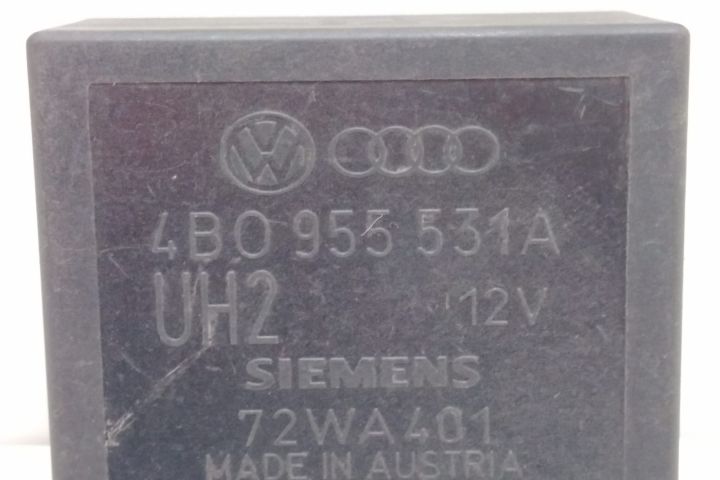 4B0 955 531A
UH2 12V
SIEMENS
72WA401
MADE IN AUSTRIA